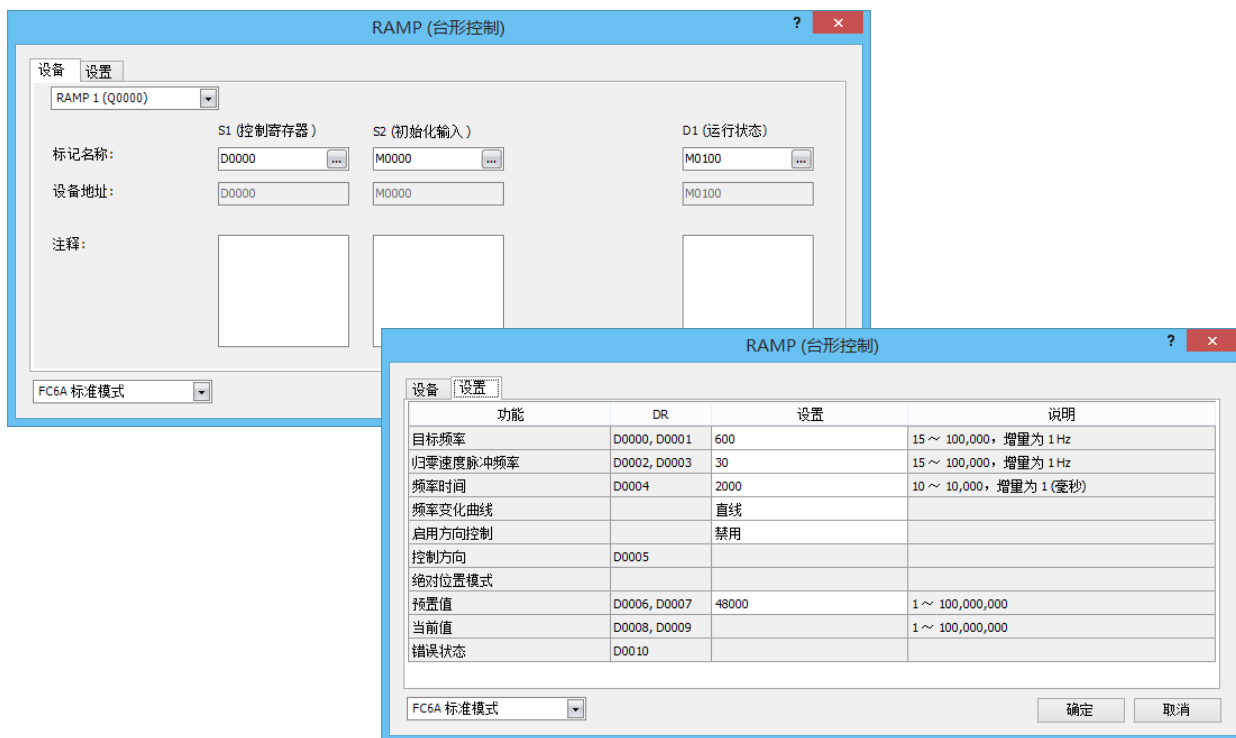 RAMP (台形控制)
? ×
设备 设置
RAMP 1 (Q0000)
S1 (控制寄存器) S2 (初始化输入) D1 (运行状态)
标记名称: D0000 ... M0000 ... M0100 ...
设备地址: D0000 M0000 M0100
注释:
FC6A 标准模式
RAMP (台形控制)
? ×
设备 设置
功能 DR 设置 说明
目标频率 D0000, D0001 600 15～ 100,000，增量为 1Hz
归零速度脉冲频率 D0002, D0003 30 15～ 100,000，增量为 1Hz
频率时间 D0004 2000 10～ 10,000，增量为 1 (毫秒)
频率变化曲线 直线
启用方向控制 禁用
控制方向 D0005
绝对位置模式
预置值 D0006, D0007 48000 1～ 100,000,000
当前值 D0008, D0009 1～ 100,000,000
错误状态 D0010
FC6A 标准模式 确定 取消